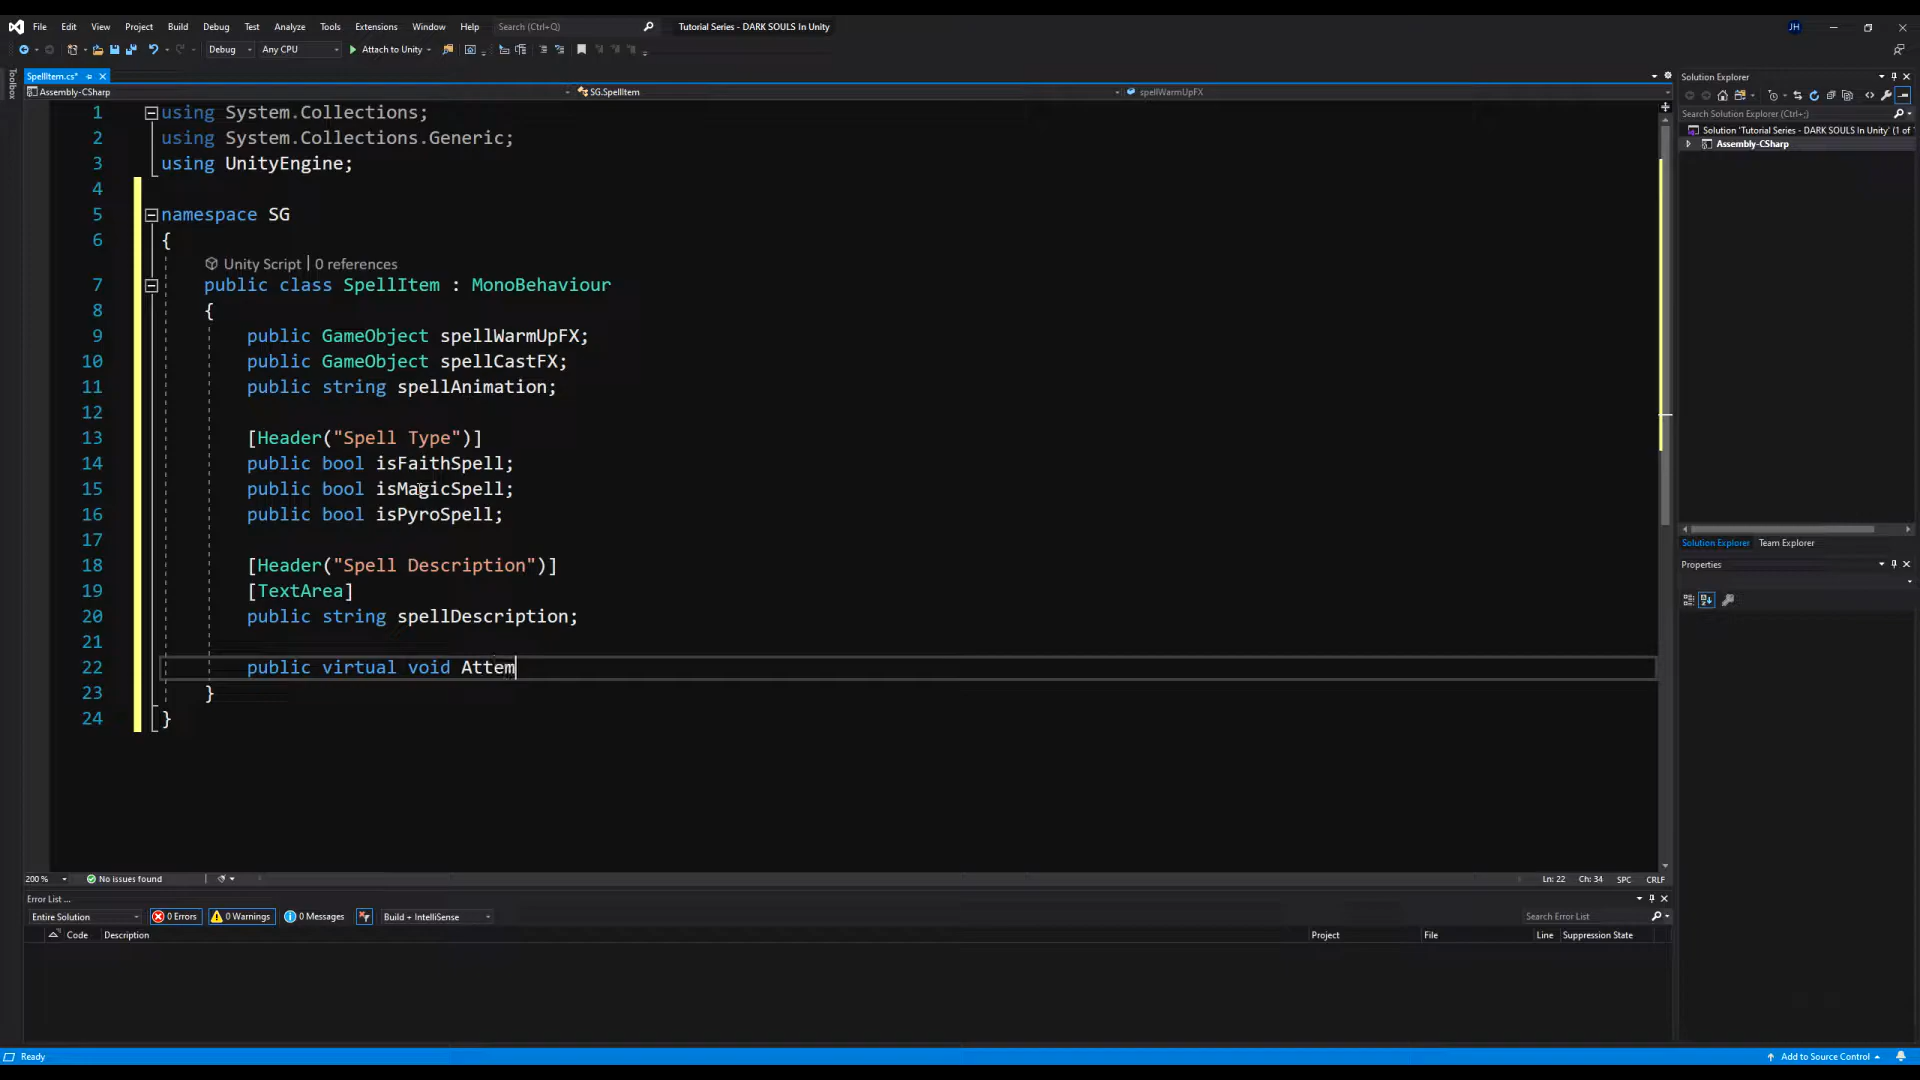 File Edit View Project Build Debug Test Analyze Tools Extensions Window Help Search (Ctrl+Q) Tutorial Series - DARK SOULS In Unity JH
Debug Any CPU Attach to Unity
Toolbox
SpellItem.cs*
Assembly-CSharp SG.SpellItem spellWarmUpFX
1 using System.Collections;
2 using System.Collections.Generic;
3 using UnityEngine;
4
5 namespace SG
6 {
Unity Script | 0 references
7 public class SpellItem : MonoBehaviour
8 {
9 public GameObject spellWarmUpFX;
10 public GameObject spellCastFX;
11 public string spellAnimation;
12
13 [Header("Spell Type")]
14 public bool isFaithSpell;
15 public bool isMagicSpell;
16 public bool isPyroSpell;
17
18 [Header("Spell Description")]
19 [TextArea]
20 public string spellDescription;
21
22 public virtual void Attem
23 }
24 }
200 % No issues found Ln: 22 Ch: 34 SPC CRLF
Error List ...
Entire Solution 0 Errors 0 Warnings 0 Messages Build + IntelliSense Search Error List
Code Description Project File Line Suppression State
Solution Explorer
Search Solution Explorer (Ctrl+;)
Solution 'Tutorial Series - DARK SOULS In Unity' (1 of
Assembly-CSharp
Solution Explorer Team Explorer
Properties
Ready Add to Source Control